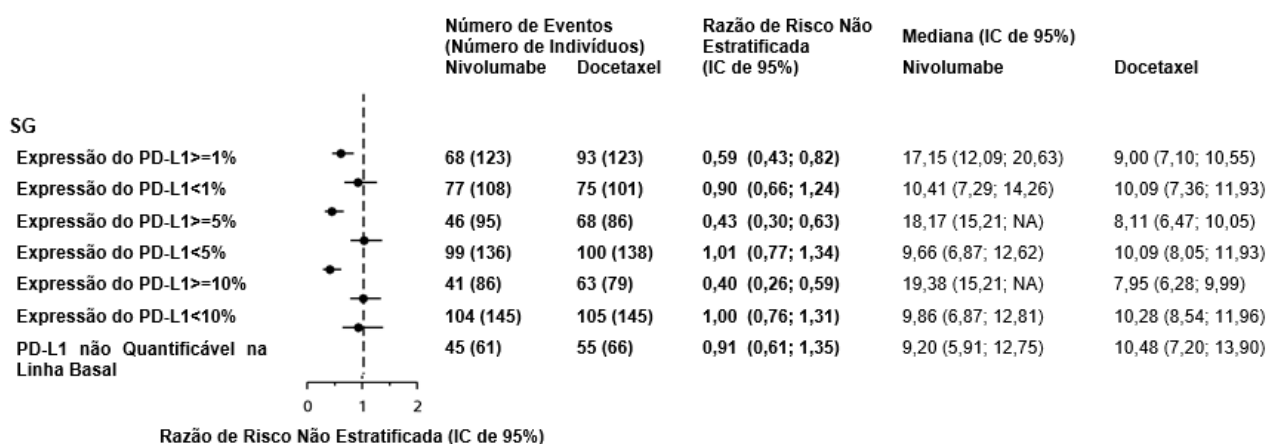 Número de Eventos (Número de Indivíduos) Razão de Risco Não Estratificada (IC de 95%) Mediana (IC de 95%)
Nivolumabe Docetaxel Nivolumabe Docetaxel
SG
Expressão do PD-L1>=1% 68 (123) 93 (123) 0,59 (0,43; 0,82) 17,15 (12,09; 20,63) 9,00 (7,10; 10,55)
Expressão do PD-L1<1% 77 (108) 75 (101) 0,90 (0,66; 1,24) 10,41 (7,29; 14,26) 10,09 (7,36; 11,93)
Expressão do PD-L1>=5% 46 (95) 68 (86) 0,43 (0,30; 0,63) 18,17 (15,21; NA) 8,11 (6,47; 10,05)
Expressão do PD-L1<5% 99 (136) 100 (138) 1,01 (0,77; 1,34) 9,66 (6,87; 12,62) 10,09 (8,05; 11,93)
Expressão do PD-L1>=10% 41 (86) 63 (79) 0,40 (0,26; 0,59) 19,38 (15,21; NA) 7,95 (6,28; 9,99)
Expressão do PD-L1<10% 104 (145) 105 (145) 1,00 (0,76; 1,31) 9,86 (6,87; 12,81) 10,28 (8,54; 11,96)
PD-L1 não Quantificável na 45 (61) 55 (66) 0,91 (0,61; 1,35) 9,20 (5,91; 12,75) 10,48 (7,20; 13,90)
Linha Basal
0 1 2
Razão de Risco Não Estratificada (IC de 95%)